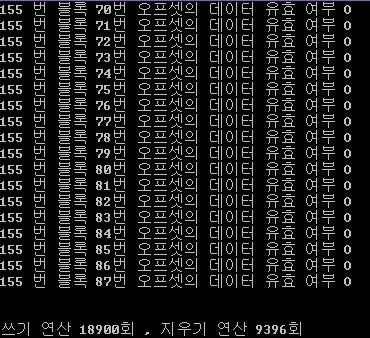 155 번 블록 70번 오프셋의 데이터 유효 여부 0
155 번 블록 71번 오프셋의 데이터 유효 여부 0
155 번 블록 72번 오프셋의 데이터 유효 여부 0
155 번 블록 73번 오프셋의 데이터 유효 여부 0
155 번 블록 74번 오프셋의 데이터 유효 여부 0
155 번 블록 75번 오프셋의 데이터 유효 여부 0
155 번 블록 76번 오프셋의 데이터 유효 여부 0
155 번 블록 77번 오프셋의 데이터 유효 여부 0
155 번 블록 78번 오프셋의 데이터 유효 여부 0
155 번 블록 79번 오프셋의 데이터 유효 여부 0
155 번 블록 80번 오프셋의 데이터 유효 여부 0
155 번 블록 81번 오프셋의 데이터 유효 여부 0
155 번 블록 82번 오프셋의 데이터 유효 여부 0
155 번 블록 83번 오프셋의 데이터 유효 여부 0
155 번 블록 84번 오프셋의 데이터 유효 여부 0
155 번 블록 85번 오프셋의 데이터 유효 여부 0
155 번 블록 86번 오프셋의 데이터 유효 여부 0
155 번 블록 87번 오프셋의 데이터 유효 여부 0
쓰기 연산 18900회 , 지우기 연산 9396회